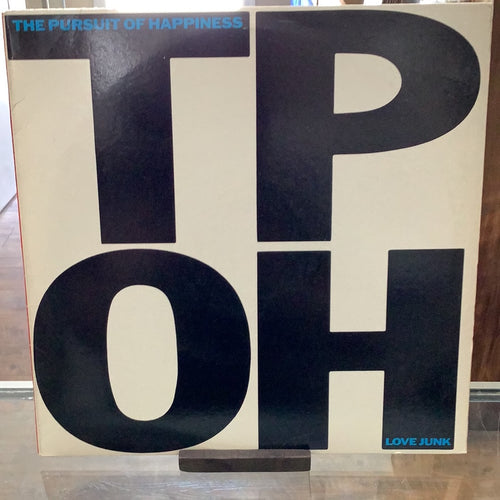 THE PURSUIT OF HAPPINESS
TP
OH
LOVE JUNK